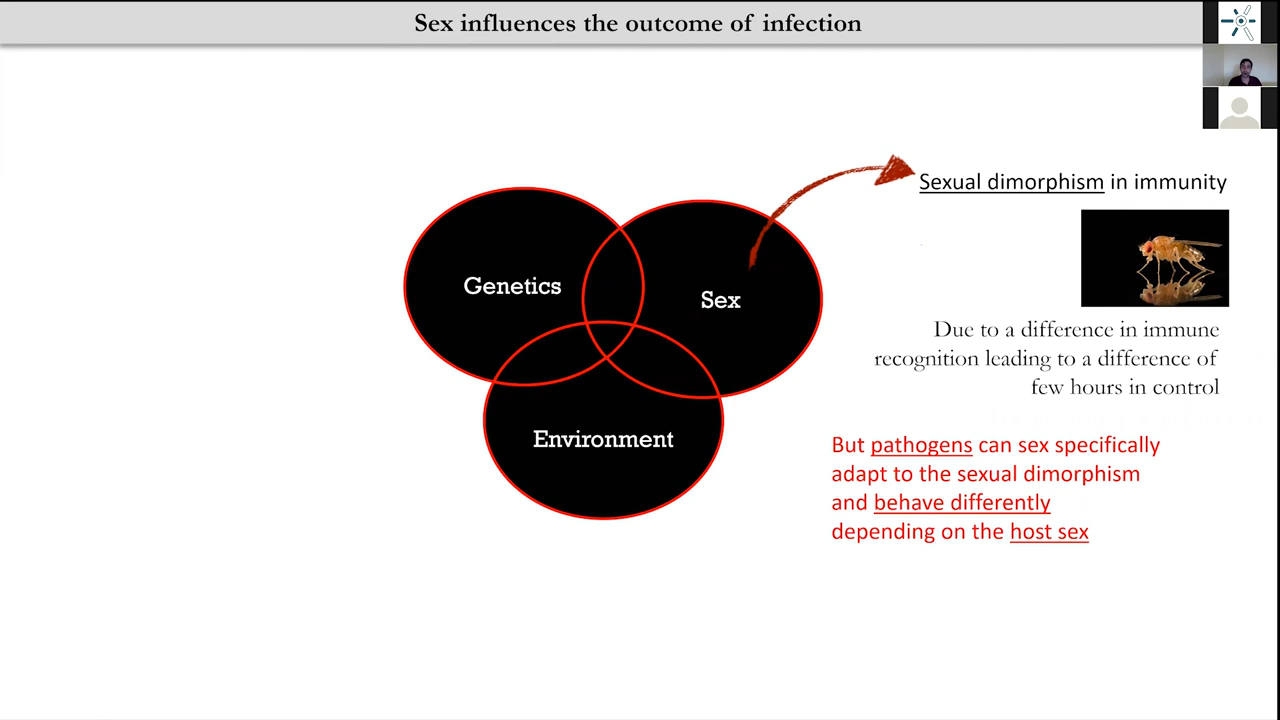 Sex influences the outcome of infection
Sexual dimorphism in immunity
Genetics
Sex
Environment
Due to a difference in immune
recognition leading to a difference of
few hours in control
But pathogens can sex specifically
adapt to the sexual dimorphism
and behave differently
depending on the host sex